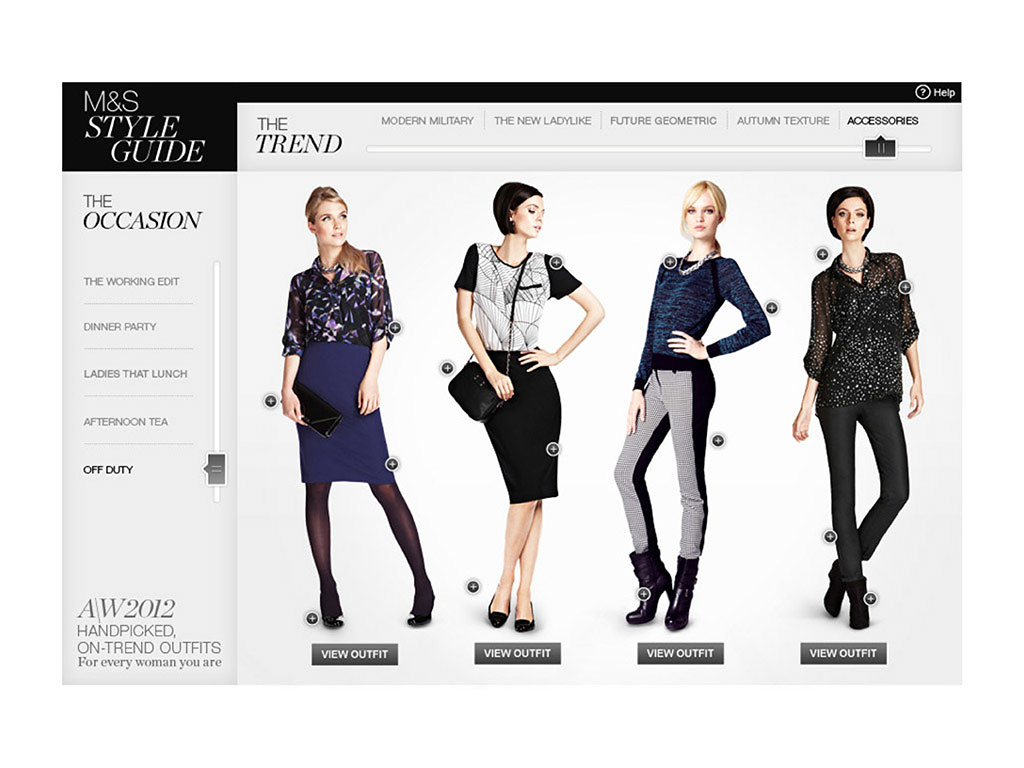 M&S
STYLE
GUIDE
? Help
THE
TREND
MODERN MILITARY
THE NEW LADYLIKE
FUTURE GEOMETRIC
AUTUMN TEXTURE
ACCESSORIES
THE
OCCASION
THE WORKING EDIT
DINNER PARTY
LADIES THAT LUNCH
AFTERNOON TEA
OFF DUTY
A\W2012
HANDPICKED,
ON-TREND OUTFITS
For every woman you are
VIEW OUTFIT
VIEW OUTFIT
VIEW OUTFIT
VIEW OUTFIT